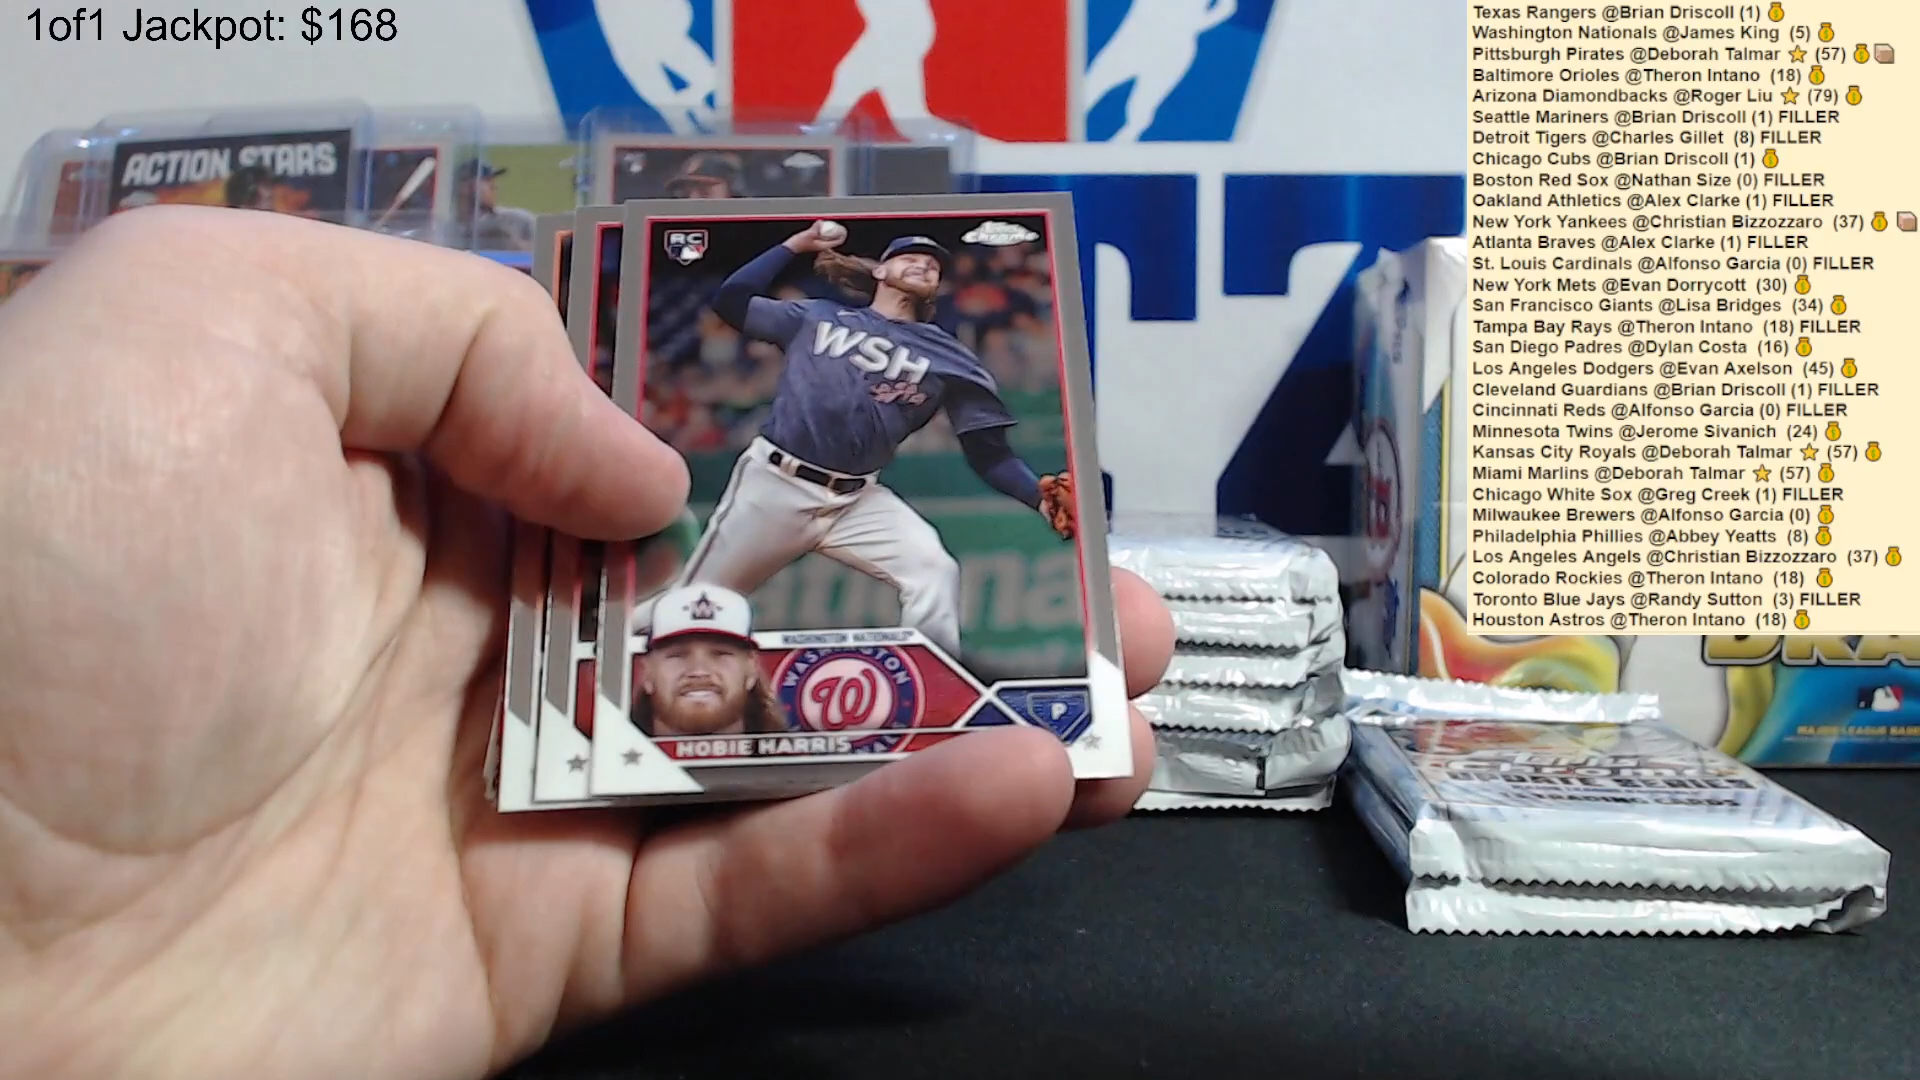 1of1 Jackpot: $168
Texas Rangers @Brian Driscoll (1)
Washington Nationals @James King (5)
Pittsburgh Pirates @Deborah Talmar (57)
Baltimore Orioles @Theron Intano (18)
Arizona Diamondbacks @Roger Liu (79)
Seattle Mariners @Brian Driscoll (1) FILLER
Detroit Tigers @Charles Gillet (8) FILLER
Chicago Cubs @Brian Driscoll (1)
Boston Red Sox @Nathan Size (0) FILLER
Oakland Athletics @Alex Clarke (1) FILLER
New York Yankees @Christian Bizzozzaro (37)
Atlanta Braves @Alex Clarke (1) FILLER
St. Louis Cardinals @Alfonso Garcia (0) FILLER
New York Mets @Evan Dorrycott (30)
San Francisco Giants @Lisa Bridges (34)
Tampa Bay Rays @Theron Intano (18) FILLER
San Diego Padres @Dylan Costa (16)
Los Angeles Dodgers @Evan Axelson (45)
Cleveland Guardians @Brian Driscoll (1) FILLER
Cincinnati Reds @Alfonso Garcia (0) FILLER
Minnesota Twins @Jerome Sivanich (24)
Kansas City Royals @Deborah Talmar (57)
Miami Marlins @Deborah Talmar (57)
Chicago White Sox @Greg Creek (1) FILLER
Milwaukee Brewers @Alfonso Garcia (0)
Philadelphia Phillies @Abbey Yeatts (8)
Los Angeles Angels @Christian Bizzozzaro (37)
Colorado Rockies @Theron Intano (18)
Toronto Blue Jays @Randy Sutton (3) FILLER
Houston Astros @Theron Intano (18)
ACTION STARS
RC
Topps Chrome
WSH
WASHINGTON NATIONALS
WASHINGTON
W
P
HOBIE HARRIS
UPDATE SERIES
TRADING CARDS